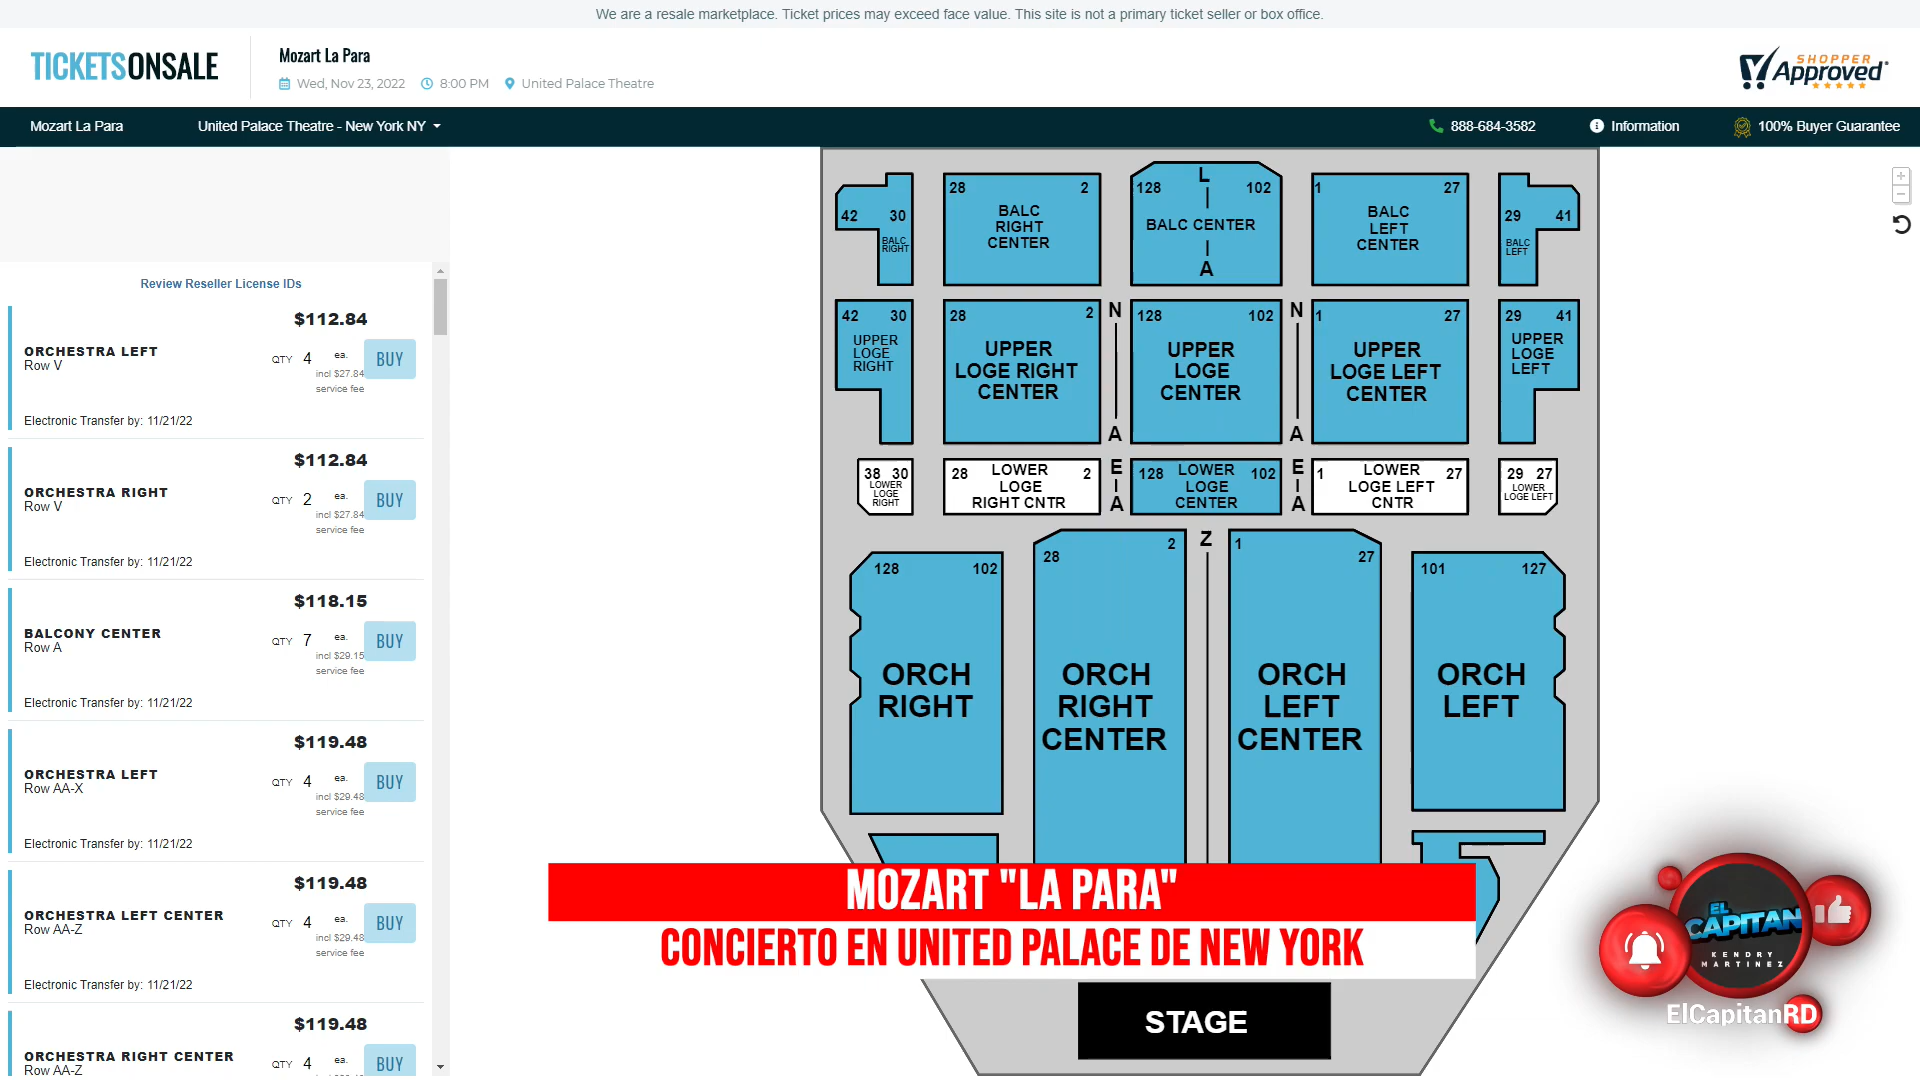 We are a resale marketplace. Ticket prices may exceed face value. This site is not a primary ticket seller or box office.
TICKETSONSALE
Mozart La Para
Wed, Nov 23, 2022 8:00 PM United Palace Theatre
SHOPPER
Approved
Mozart La Para United Palace Theatre - New York NY 888-684-3582 Information 100% Buyer Guarantee
Review Reseller License IDs
$112.84
ORCHESTRA LEFT
Row V
QTY 4 ea.
incl $27.84
service fee
BUY
Electronic Transfer by: 11/21/22
$112.84
ORCHESTRA RIGHT
Row V
QTY 2 ea.
incl $27.84
service fee
BUY
Electronic Transfer by: 11/21/22
$118.15
BALCONY CENTER
Row A
QTY 7 ea.
incl $29.15
service fee
BUY
Electronic Transfer by: 11/21/22
$119.48
ORCHESTRA LEFT
Row AA-X
QTY 4 ea.
incl $29.48
service fee
BUY
Electronic Transfer by: 11/21/22
$119.48
ORCHESTRA LEFT CENTER
Row AA-Z
QTY 4 ea.
incl $29.48
service fee
BUY
Electronic Transfer by: 11/21/22
$119.48
ORCHESTRA RIGHT CENTER
Row AA-Z
QTY 4 ea.
BUY
42 30
BALC
RIGHT
28 2
BALC
RIGHT
CENTER
L
128 102
BALC CENTER
A
1 27
BALC
LEFT
CENTER
29 41
BALC
LEFT
42 30
UPPER
LOGE
RIGHT
28 2
UPPER
LOGE RIGHT
CENTER
N
A
128 102
UPPER
LOGE
CENTER
N
A
1 27
UPPER
LOGE LEFT
CENTER
29 41
UPPER
LOGE
LEFT
38 30
LOWER
LOGE
RIGHT
28 2
LOWER
LOGE
RIGHT CNTR
E
A
128 102
LOWER
LOGE
CENTER
E
A
1 27
LOWER
LOGE LEFT
CNTR
29 27
LOWER
LOGE LEFT
128 102
ORCH
RIGHT
28 2
ORCH
RIGHT
CENTER
Z
1 27
ORCH
LEFT
CENTER
101 127
ORCH
LEFT
MOZART "LA PARA"
CONCIERTO EN UNITED PALACE DE NEW YORK
STAGE
EL
CAPITAN
KENDRY
MARTINEZ
ElCapitanRD